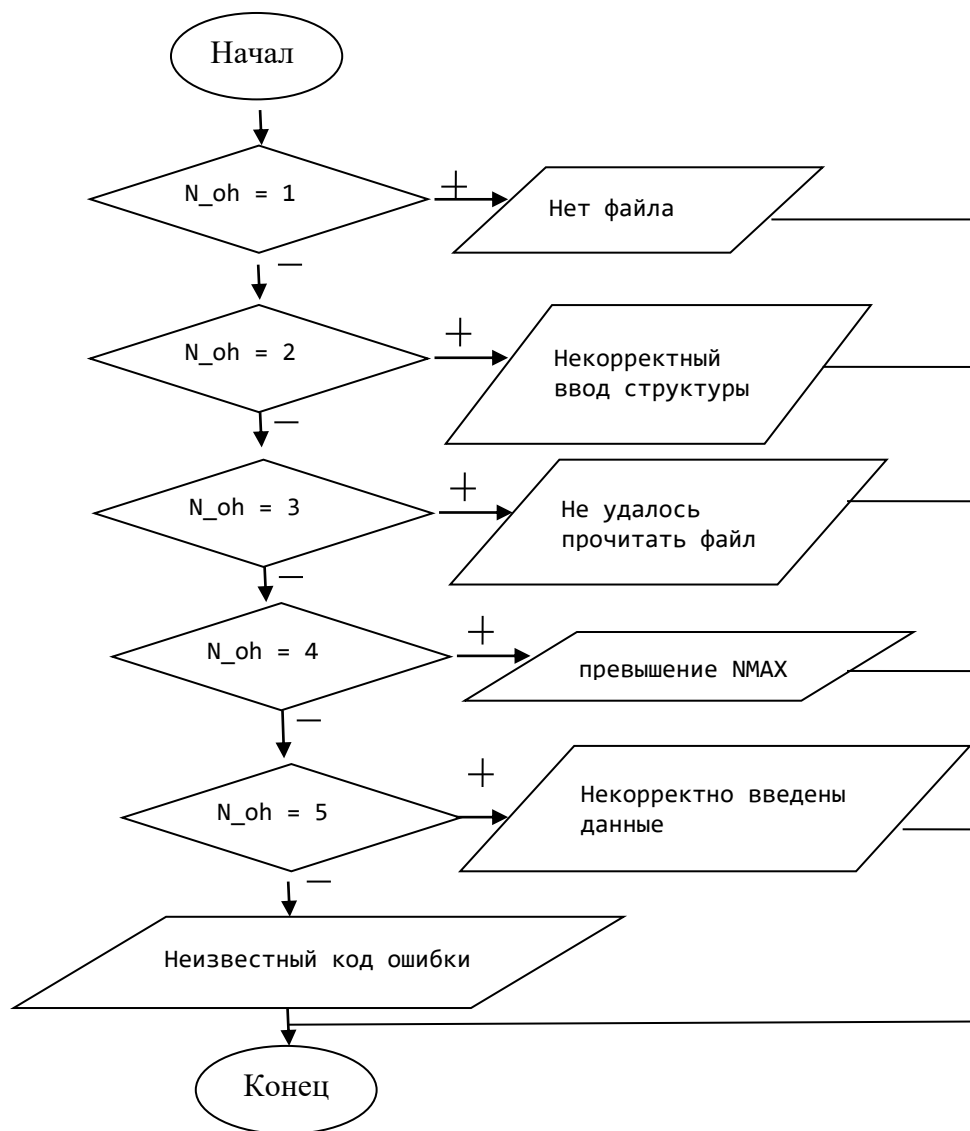 Начал
N_oh = 1
+
Нет файла
—
N_oh = 2
+
Некорректный
ввод структуры
—
N_oh = 3
+
Не удалось
прочитать файл
—
N_oh = 4
+
превышение NMAX
—
N_oh = 5
+
Некорректно введены
данные
—
Неизвестный код ошибки
Конец